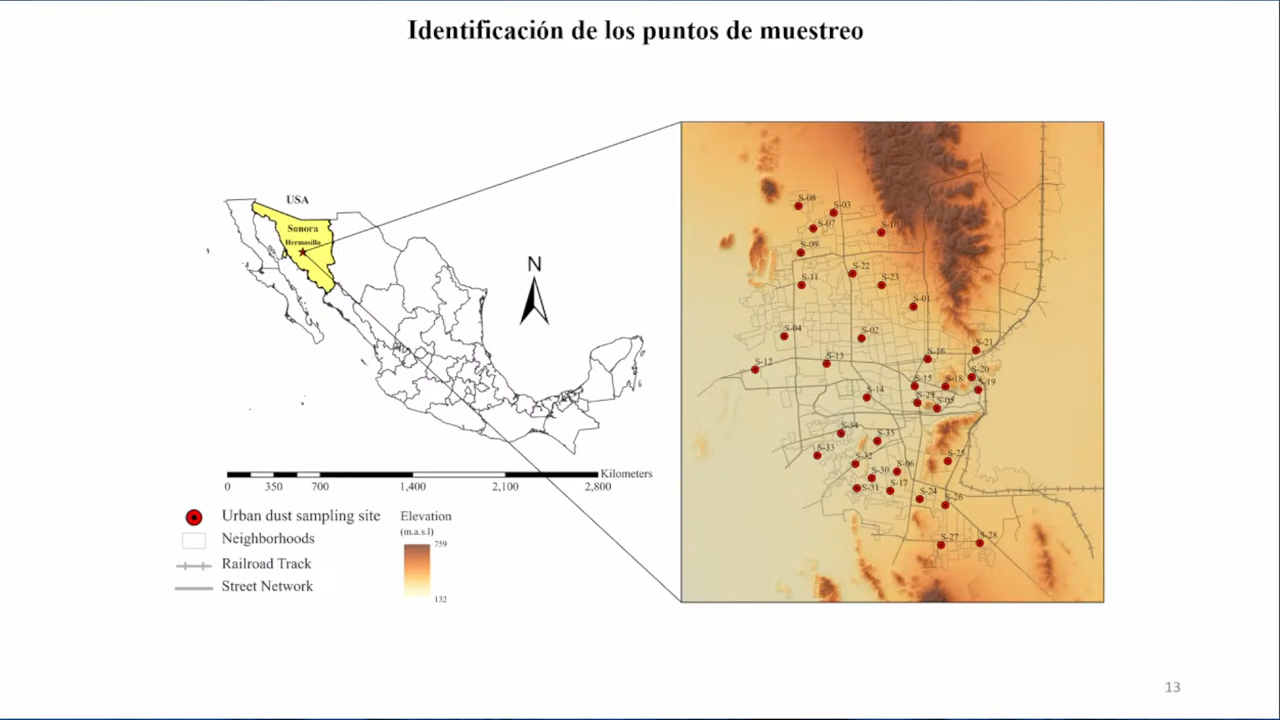 Identificación de los puntos de muestreo
USA
Sonora
Hermosillo
N
Kilometers
0 350 700 1,400 2,100 2,800
Urban dust sampling site
Neighborhoods
Railroad Track
Street Network
Elevation
(m.a.s.l)
759
132
S-08
S-03
S-07
S-10
S-09
S-22
S-11
S-23
S-01
S-04
S-02
S-21
S-16
S-13
S-12
S-20
S-15
S-18
S-19
S-14
S-29
S-05
S-34
S-35
S-33
S-25
S-32
S-06
S-30
S-31
S-17
S-24
S-26
S-27
S-28
13